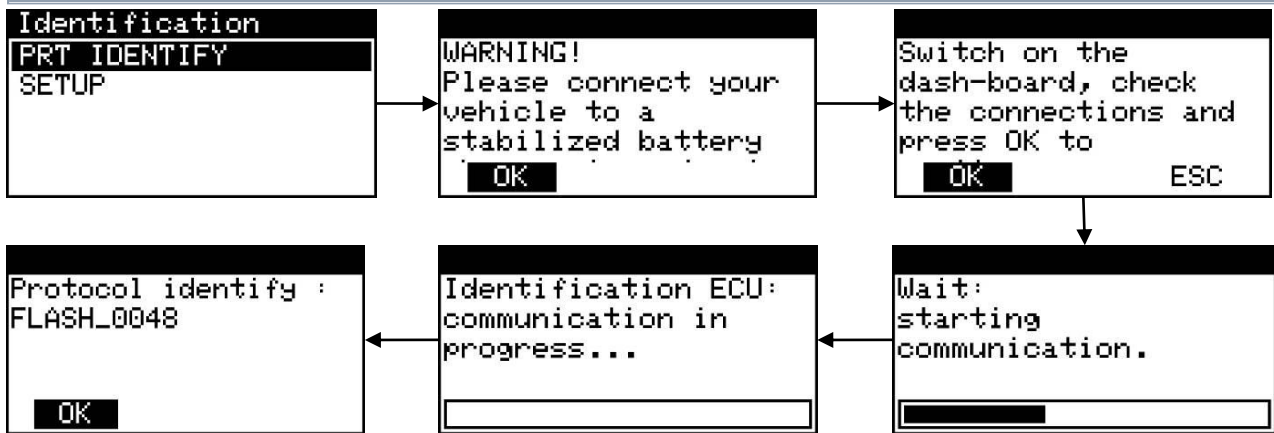 Identification
PRT IDENTIFY
SETUP
WARNING!
Please connect your
vehicle to a
stabilized battery
OK
Switch on the
dash-board, check
the connections and
press OK to
OK
ESC
Wait:
starting
communication.
Identification ECU:
communication in
progress...
Protocol identify :
FLASH_0048
OK